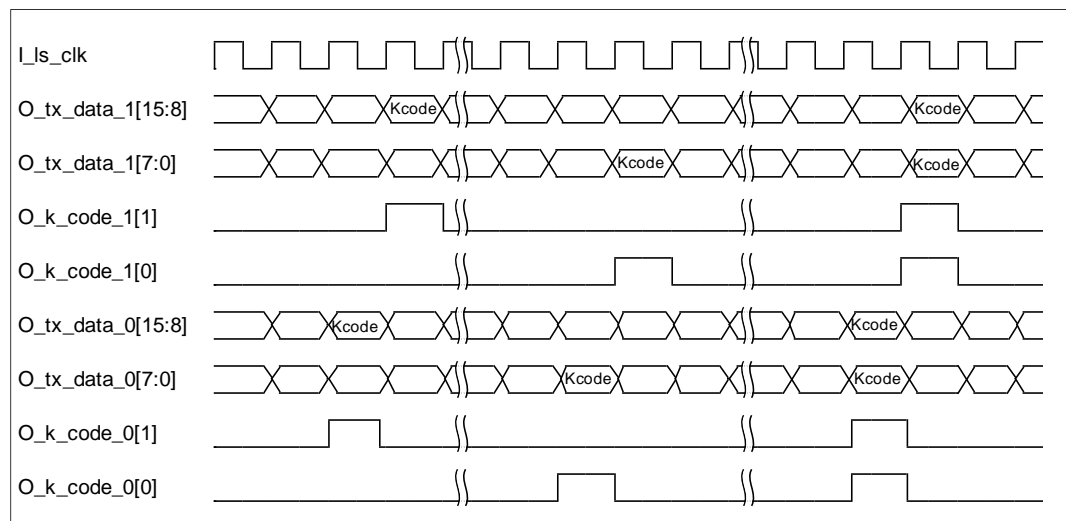 I_ls_clk
O_tx_data_1[15:8] Kcode Kcode
O_tx_data_1[7:0] Kcode Kcode
O_k_code_1[1]
O_k_code_1[0]
O_tx_data_0[15:8] Kcode Kcode
O_tx_data_0[7:0] Kcode Kcode
O_k_code_0[1]
O_k_code_0[0]